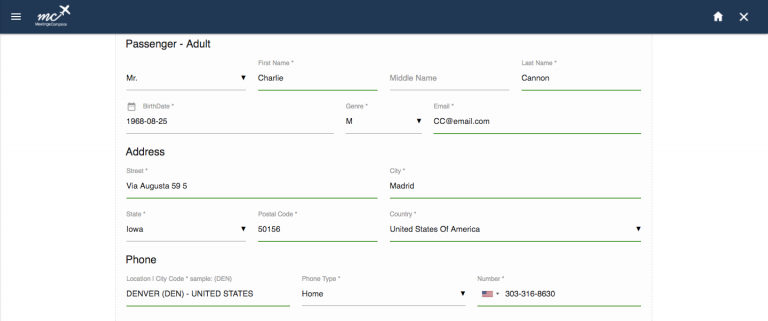 mc
MeetingsCompany
Passenger - Adult
First Name *
Last Name *
Mr.
Charlie
Middle Name
Cannon
BirthDate *
Genre *
Email *
1968-08-25
M
CC@email.com
Address
Street *
City *
Via Augusta 59 5
Madrid
State *
Postal Code *
Country *
Iowa
50156
United States Of America
Phone
Location | City Code * sample: (DEN)
Phone Type *
Number *
DENVER (DEN) - UNITED STATES
Home
303-316-8630